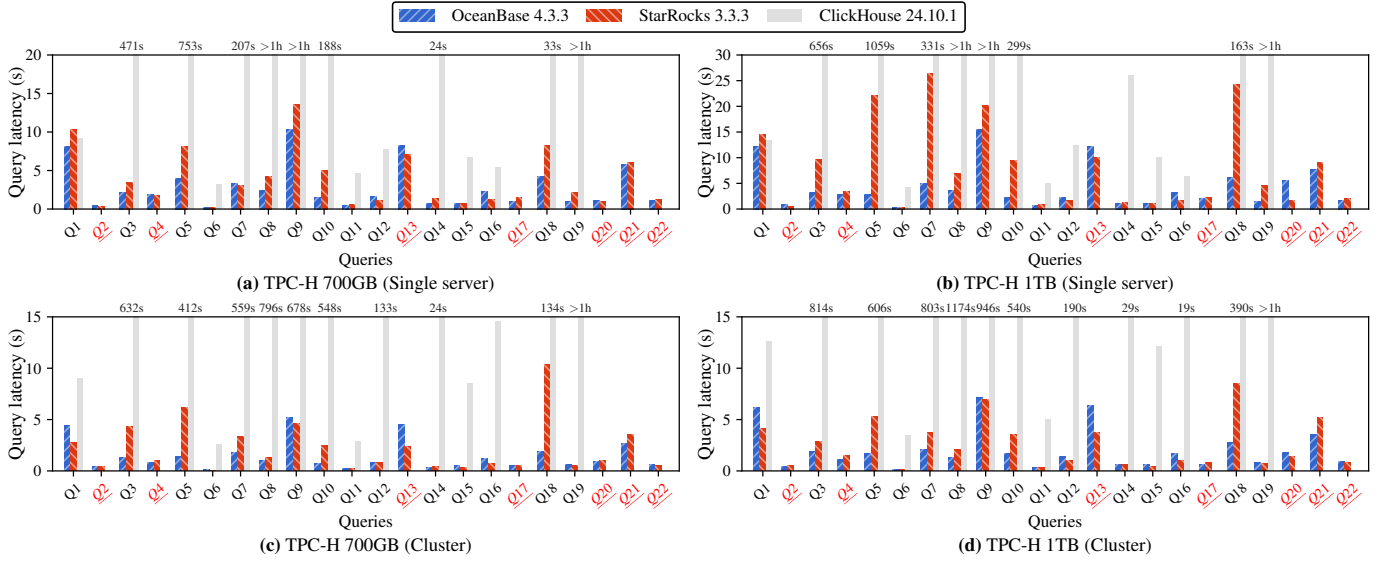 OceanBase 4.3.3 StarRocks 3.3.3 ClickHouse 24.10.1
471s 753s 207s >1h >1h 188s 24s 33s >1h
Query latency (s)
20
15
10
5
0
Q1 Q2 Q3 Q4 Q5 Q6 Q7 Q8 Q9 Q10 Q11 Q12 Q13 Q14 Q15 Q16 Q17 Q18 Q19 Q20 Q21 Q22
Queries
(a) TPC-H 700GB (Single server)
656s 1059s 331s >1h >1h 299s 163s >1h
Query latency (s)
30
25
20
15
10
5
0
Q1 Q2 Q3 Q4 Q5 Q6 Q7 Q8 Q9 Q10 Q11 Q12 Q13 Q14 Q15 Q16 Q17 Q18 Q19 Q20 Q21 Q22
Queries
(b) TPC-H 1TB (Single server)
632s 412s 559s 796s 678s 548s 133s 24s 134s >1h
Query latency (s)
15
10
5
0
Q1 Q2 Q3 Q4 Q5 Q6 Q7 Q8 Q9 Q10 Q11 Q12 Q13 Q14 Q15 Q16 Q17 Q18 Q19 Q20 Q21 Q22
Queries
(c) TPC-H 700GB (Cluster)
814s 606s 803s 1174s 946s 540s 190s 29s 19s 390s >1h
Query latency (s)
15
10
5
0
Q1 Q2 Q3 Q4 Q5 Q6 Q7 Q8 Q9 Q10 Q11 Q12 Q13 Q14 Q15 Q16 Q17 Q18 Q19 Q20 Q21 Q22
Queries
(d) TPC-H 1TB (Cluster)